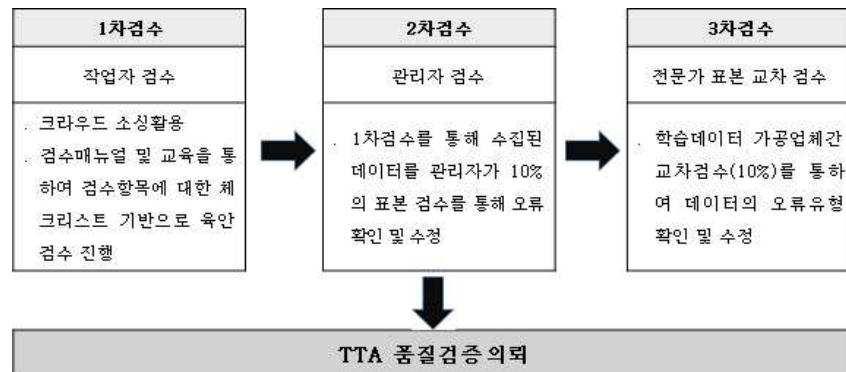 1차검수
작업자 검수
. 크라우드 소싱활용
. 검수매뉴얼 및 교육을 통
하여 검수항목에 대한 체
크리스트 기반으로 육안
검수 진행
2차검수
관리자 검수
. 1차검수를 통해 수집된
데이터를 관리자가 10%
의 표본 검수를 통해 오류
확인 및 수정
3차검수
전문가 표본 교차 검수
. 학습데이터 가공업체간
교차검수(10%)를 통하
여 데이터의 오류유형
확인 및 수정
TTA 품질검증의뢰